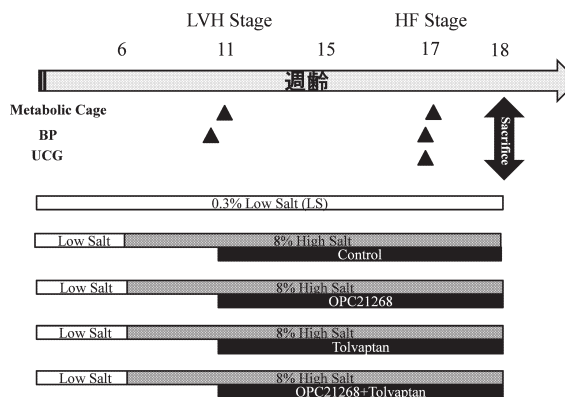 LVH Stage HF Stage
6 11 15 17 18
週齢
Metabolic Cage
BP
UCG
Sacrifice
0.3% Low Salt (LS)
Low Salt 8% High Salt
Control
Low Salt 8% High Salt
OPC21268
Low Salt 8% High Salt
Tolvaptan
Low Salt 8% High Salt
OPC21268+Tolvaptan